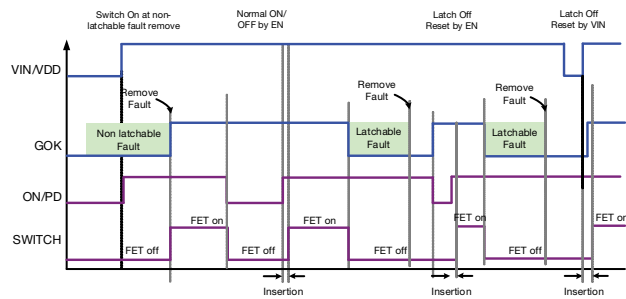 Switch On at non-
latchable fault remove
Normal ON/
OFF by EN
Latch Off
Reset by EN
Latch Off
Reset by VIN
VIN/VDD
Remove
Fault
Remove
Fault
Remove
Fault
Non latchable
Fault
Latchable
Fault
Latchable
Fault
GOK
ON/PD
FET on
FET on
FET on
FET on
SWITCH
FET off
FET off
FET off
FET off
Insertion
Insertion
Insertion